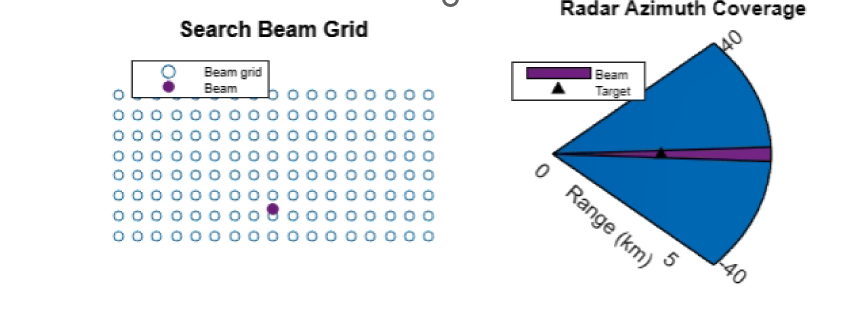 Search Beam Grid
Beam grid
Beam
Radar Azimuth Coverage
Beam
Target
40
0
Range (km)
5
-40